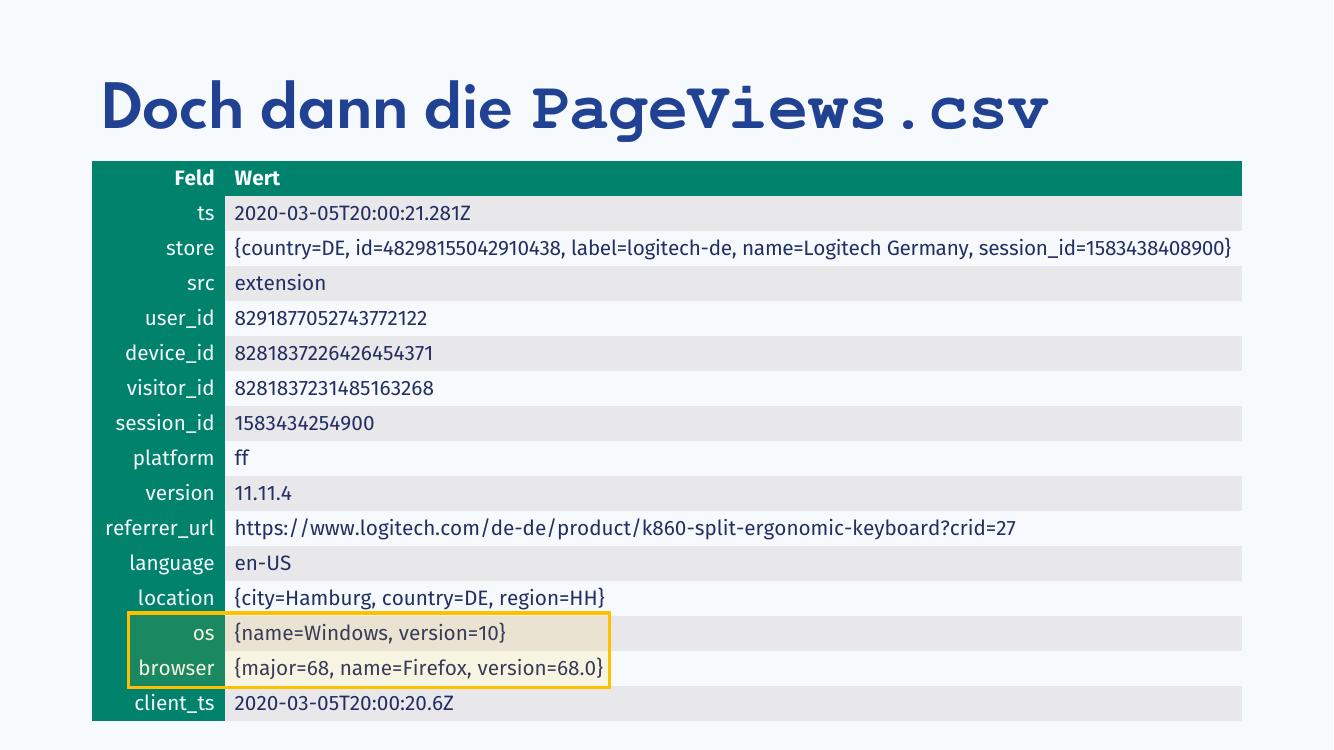 Doch dann die PageViews.csv
Feld Wert
ts 2020-03-05T20:00:21.281Z
store {country=DE, id=48298155042910438, label=logitech-de, name=Logitech Germany, session_id=1583438408900}
src extension
user_id 8291877052743772122
device_id 8281837226426454371
visitor_id 8281837231485163268
session_id 1583434254900
platform ff
version 11.11.4
referrer_url https://www.logitech.com/de-de/product/k860-split-ergonomic-keyboard?crid=27
language en-US
location {city=Hamburg, country=DE, region=HH}
os {name=Windows, version=10}
browser {major=68, name=Firefox, version=68.0}
client_ts 2020-03-05T20:00:20.6Z